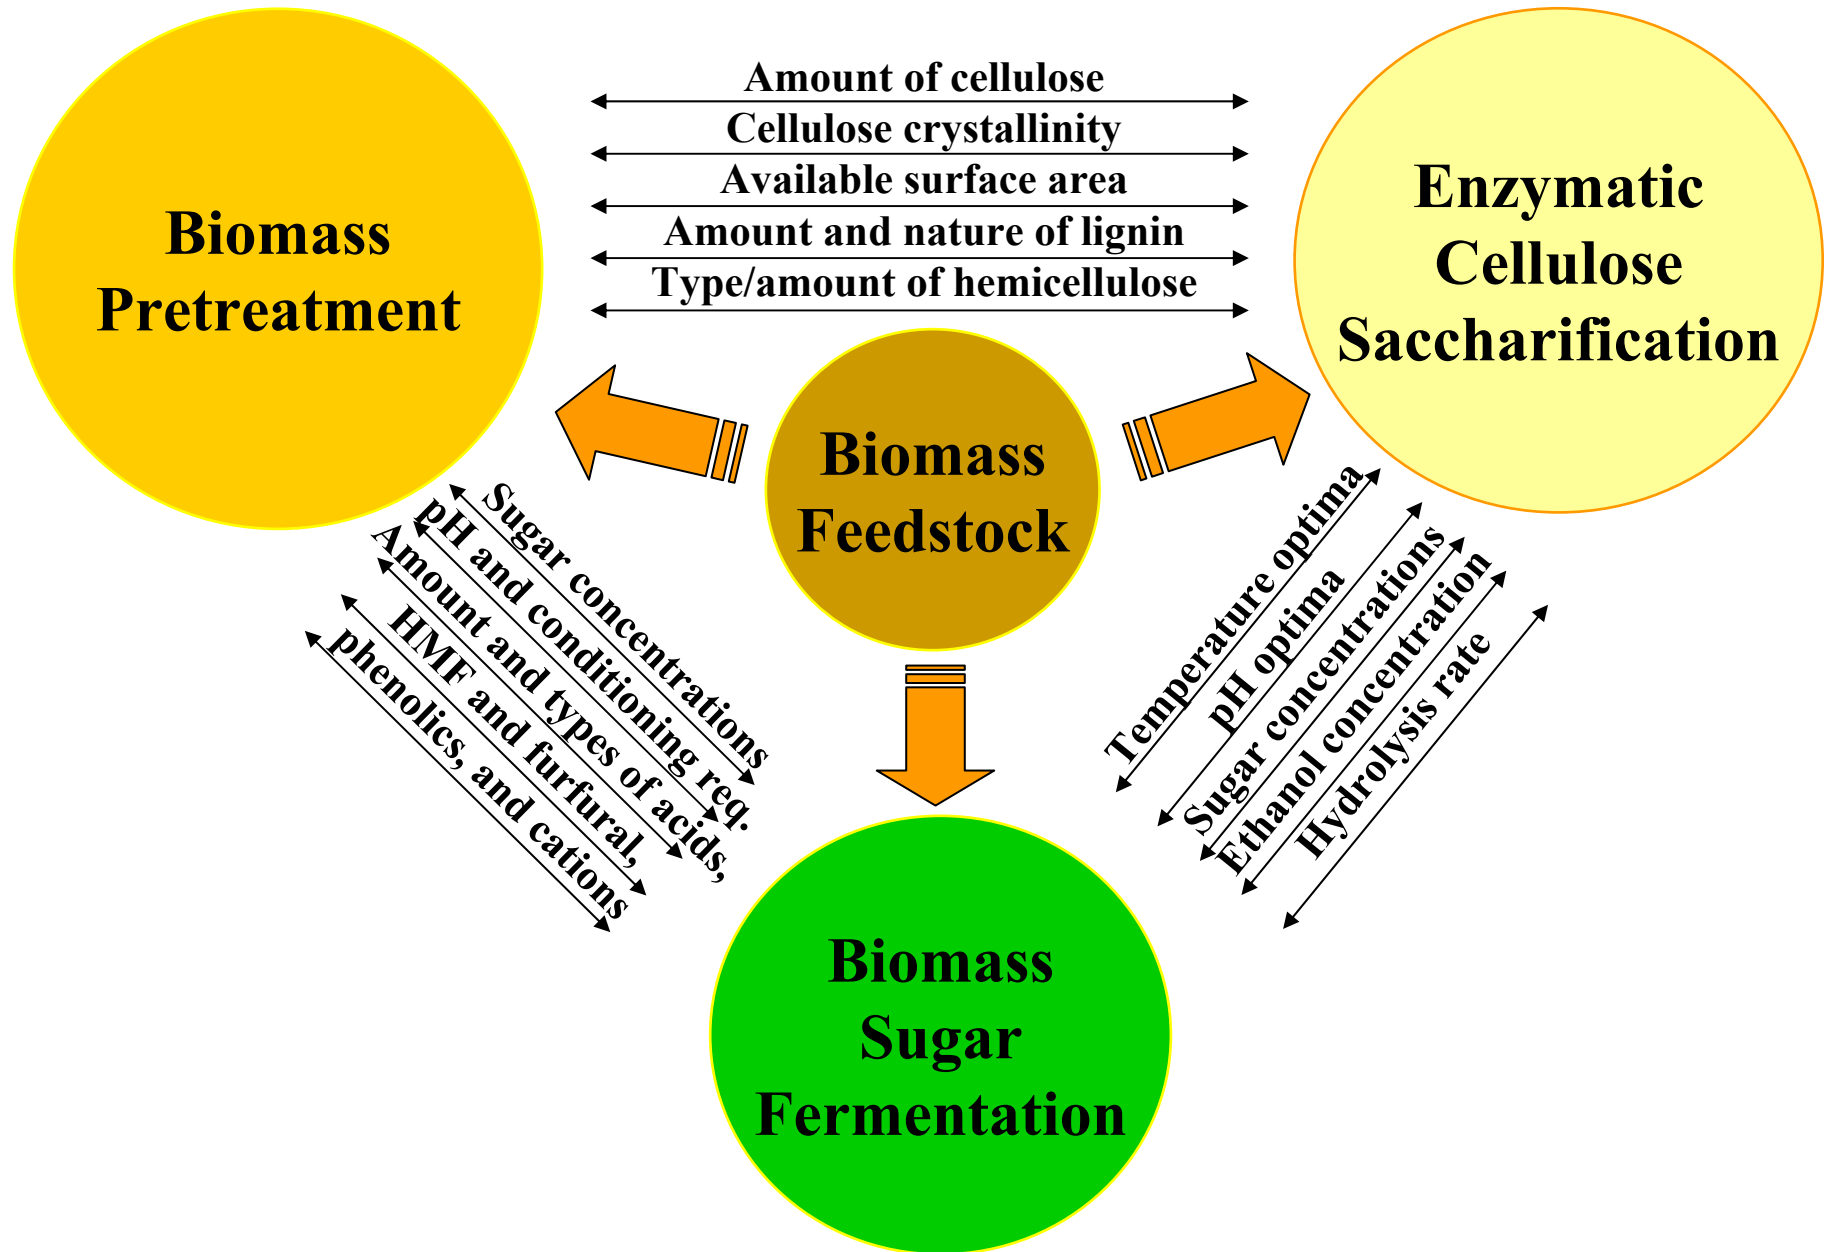 Amount of cellulose
Cellulose crystallinity
Available surface area
Amount and nature of lignin
Type/amount of hemicellulose
Biomass
Pretreatment
Enzymatic
Cellulose
Saccharification
Biomass
Feedstock
Sugar concentrations
pH and conditioning req.
Amount and types of acids,
HMF and furfural,
phenolics, and cations
Temperature optima
pH optima
Sugar concentrations
Ethanol concentration
Hydrolysis rate
Biomass
Sugar
Fermentation